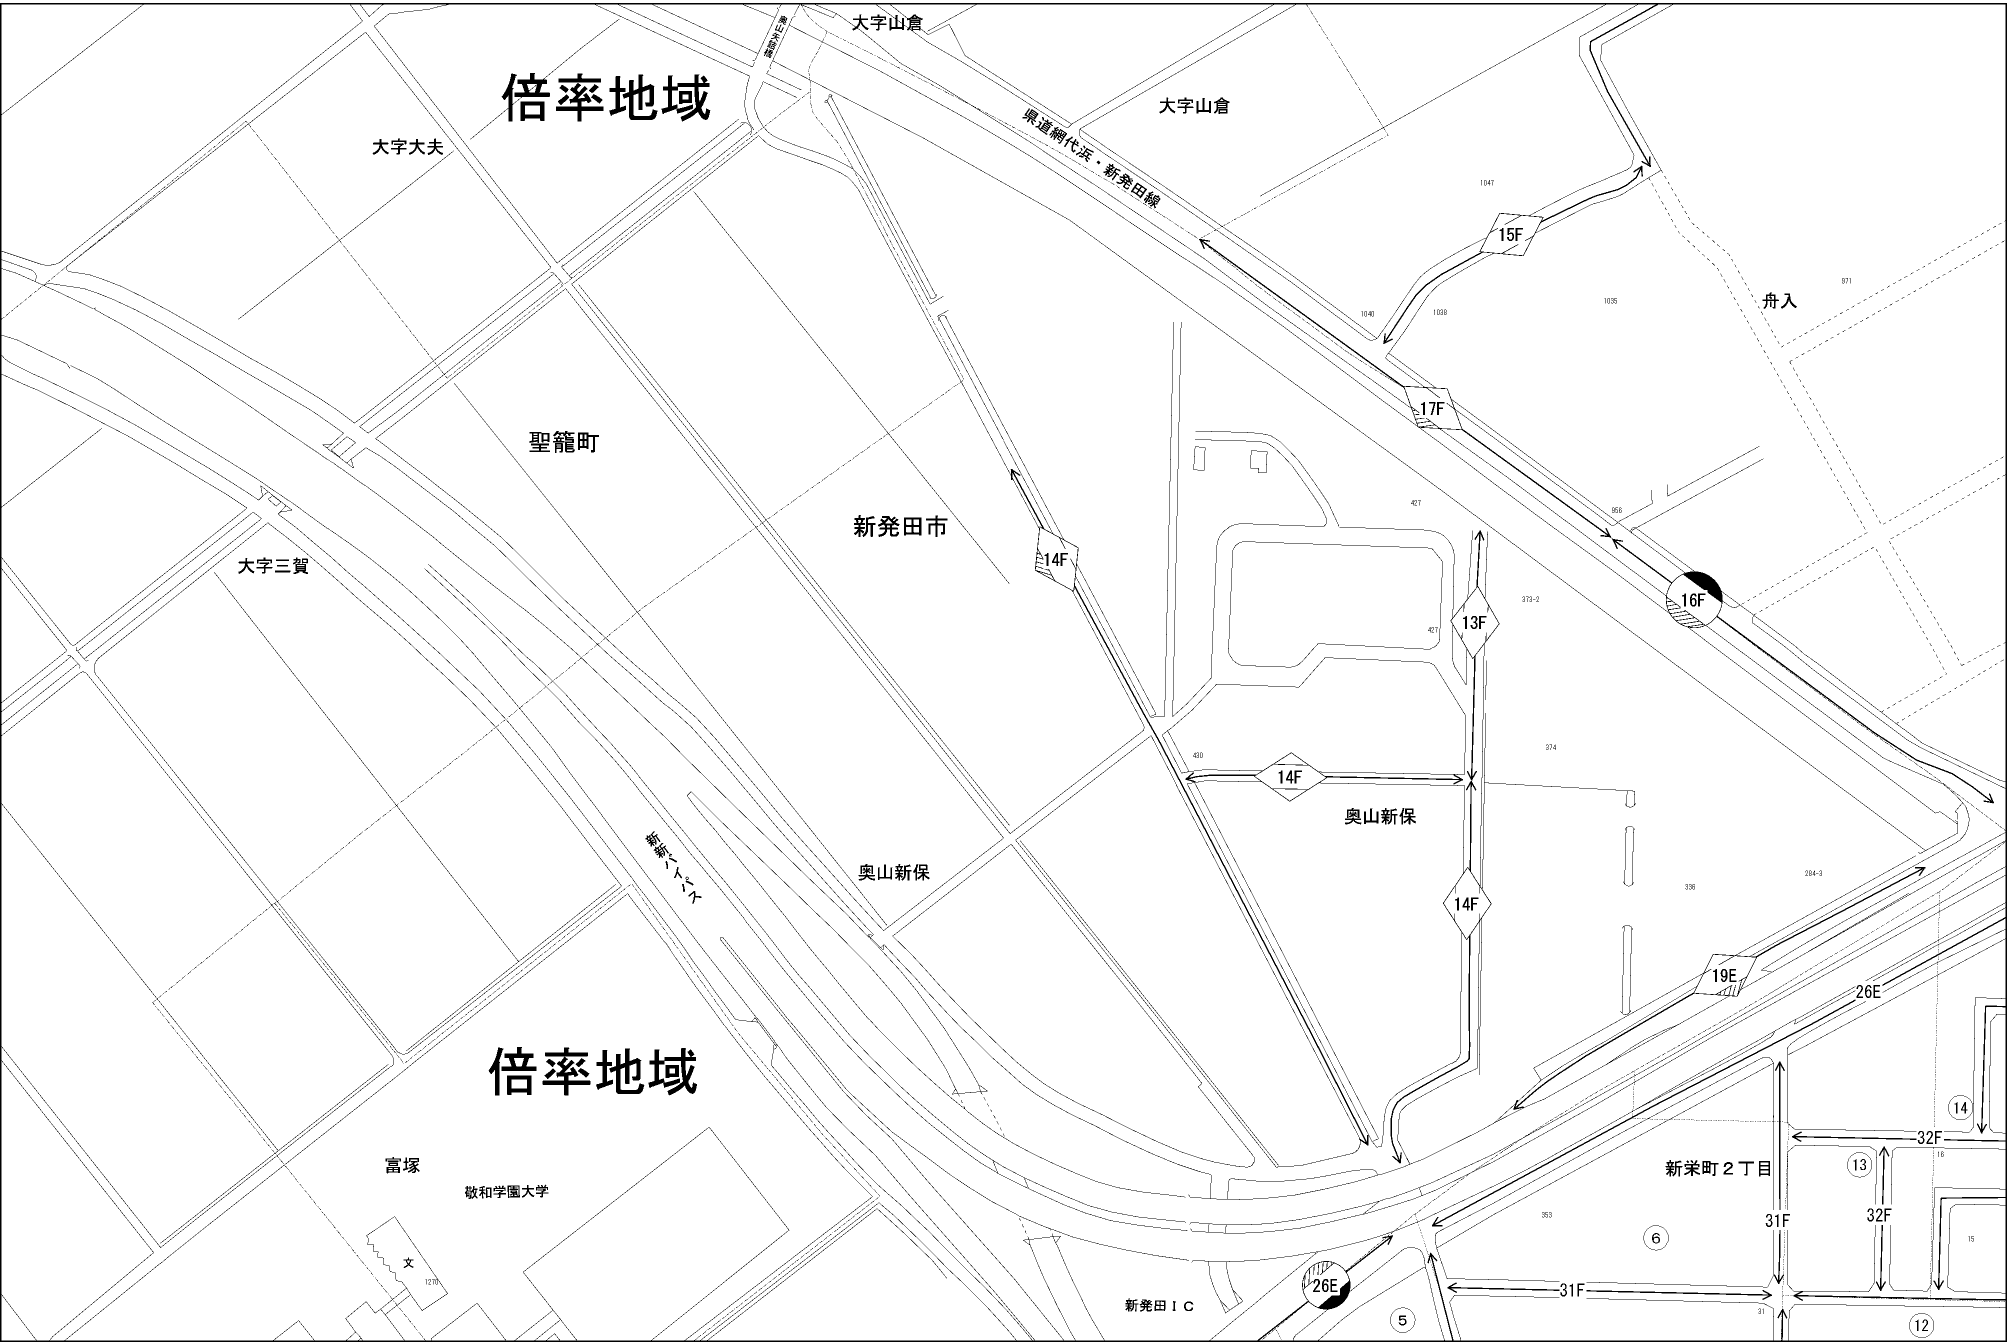 大字山倉
奥山矢詰橋
倍率地域
大字山倉
県道網代浜・新発田線
大字大夫
1047
15F
971
舟入
1035
1040
1038
17F
聖籠町
新発田市
427
956
14F
大字三賀
16F
373-2
13F
427
374
430
14F
奥山新保
新新バイパス
奥山新保
336
284-3
14F
19E
26E
倍率地域
14
32F
16
13
富塚
新栄町2丁目
敬和学園大学
353
31F
32F
6
15
文
1270
26E
31F
新発田IC
31
5
12